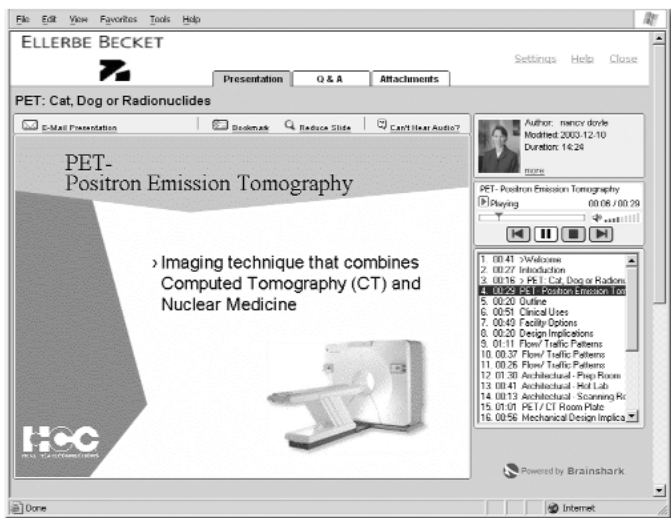 File Edit View Favorites Tools Help
ELLERBE BECKET
Settings Help Close
Presentation Q & A Attachments
PET: Cat, Dog or Radionuclides
E-Mail Presentation Bookmark Reduce Slide Can't Hear Audio?
PET-
Positron Emission Tomography
› Imaging technique that combines
Computed Tomography (CT) and
Nuclear Medicine
HCC
Author: nancy doyle
Modified: 2003-12-10
Duration: 14:24
more
PET- Positron Emission Tomography
Playing 00:06 / 00:29
1. 00:41 >Welcome
2. 00:27 Introduction
3. 00:16 > PET: Cat, Dog or Radionu
4. 00:29 PET- Positron Emission Tom
5. 00:20 Outline
6. 00:51 Clinical Uses
7. 00:49 Facility Options
8. 00:20 Design Implications
9. 01:11 Flow/ Traffic Patterns
10. 00:37 Flow/ Traffic Patterns
11. 00:26 Flow/ Traffic Patterns
12. 01:30 Architectural - Prep Room
13. 00:41 Architectural - Hot Lab
14. 00:13 Architectural - Scanning Ro
15. 01:01 PET/ CT Room Plate
16. 00:56 Mechanical Design Implica
Powered by Brainshark
Done Internet